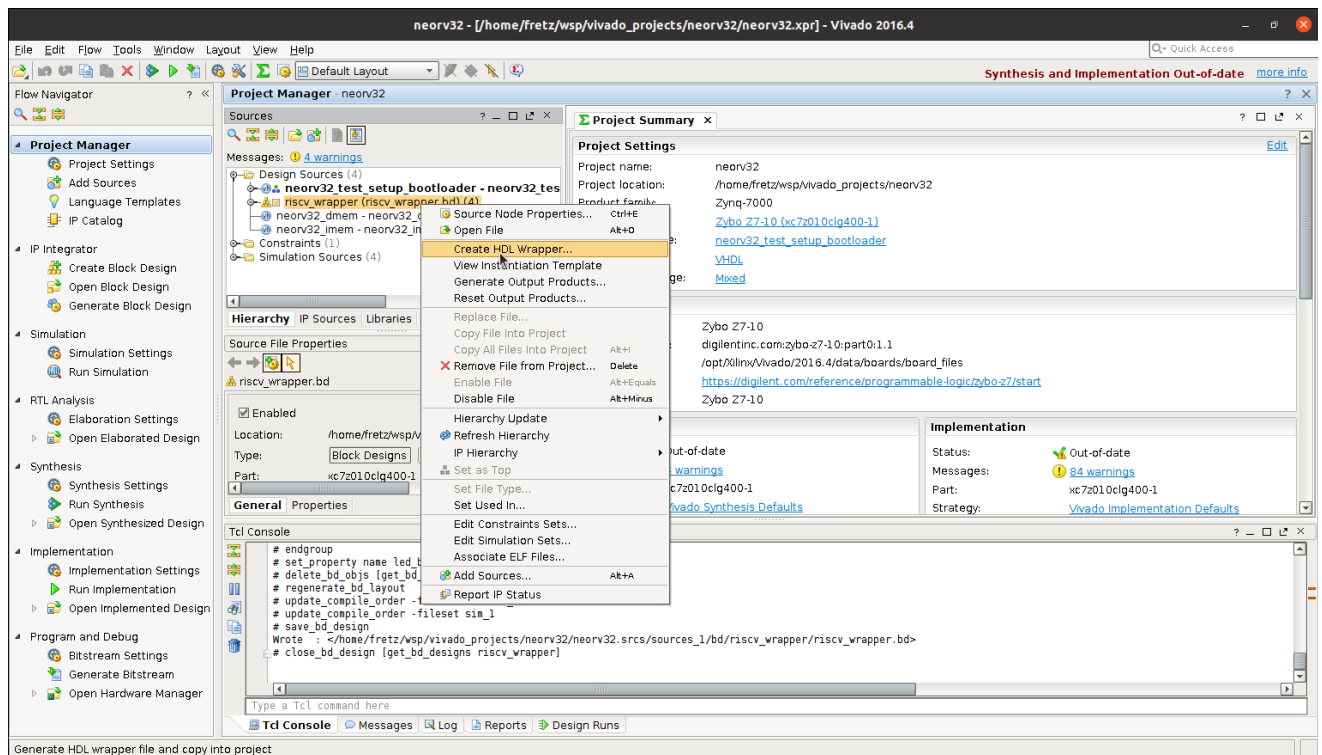 neorv32 - [/home/fretz/wsp/vivado_projects/neorv32/neorv32.xpr] - Vivado 2016.4
File Edit Flow Tools Window Layout View Help
Quick Access
Default Layout
Synthesis and Implementation Out-of-date more info
Flow Navigator
Project Manager
Project Settings
Add Sources
Language Templates
IP Catalog
IP Integrator
Create Block Design
Open Block Design
Generate Block Design
Simulation
Simulation Settings
Run Simulation
RTL Analysis
Elaboration Settings
Open Elaborated Design
Synthesis
Synthesis Settings
Run Synthesis
Open Synthesized Design
Implementation
Implementation Settings
Run Implementation
Open Implemented Design
Program and Debug
Bitstream Settings
Generate Bitstream
Open Hardware Manager
Project Manager - neorv32
Sources
Messages: 4 warnings
Design Sources (4)
neorv32_test_setup_bootloader - neorv32_tes
riscv_wrapper (riscv_wrapper.bd) (4)
neorv32_dmem - neorv32_
neorv32_imem - neorv32_in
Constraints (1)
Simulation Sources (4)
Hierarchy IP Sources Libraries
Source File Properties
riscv_wrapper.bd
Enabled
Location: /home/fretz/wsp/v
Type: Block Designs
Part: xc7z010clg400-1
General Properties
Source Node Properties... Ctrl+E
Open File Alt+O
Create HDL Wrapper...
View Instantiation Template
Generate Output Products...
Reset Output Products...
Replace File...
Copy File Into Project
Copy All Files Into Project Alt+I
Remove File from Project... Delete
Enable File Alt+Equals
Disable File Alt+Minus
Hierarchy Update
Refresh Hierarchy
IP Hierarchy
Set as Top
Set File Type...
Set Used In...
Edit Constraints Sets...
Edit Simulation Sets...
Associate ELF Files...
Add Sources... Alt+A
Report IP Status
Σ Project Summary
Project Settings Edit
Project name: neorv32
Project location: /home/fretz/wsp/vivado_projects/neorv32
Product family: Zynq-7000
Zybo Z7-10 (xc7z010clg400-1)
e: neorv32_test_setup_bootloader
VHDL
ge: Mixed
Zybo Z7-10
digilentinc.com:zybo-z7-10:part0:1.1
/opt/Xilinx/Vivado/2016.4/data/boards/board_files
https://digilent.com/reference/programmable-logic/zybo-z7/start
Zybo Z7-10
ut-of-date
warnings
c7z010clg400-1
Vivado Synthesis Defaults
Implementation
Status: Out-of-date
Messages: 84 warnings
Part: xc7z010clg400-1
Strategy: Vivado Implementation Defaults
Tcl Console
# endgroup
# set_property name led_b
# delete_bd_objs [get_bd_
# regenerate_bd_layout
# update_compile_order -f
# update_compile_order -fileset sim_1
# save_bd_design
Wrote : </home/fretz/wsp/vivado_projects/neorv32/neorv32.srcs/sources_1/bd/riscv_wrapper/riscv_wrapper.bd>
# close_bd_design [get_bd_designs riscv_wrapper]
Type a Tcl command here
Tcl Console Messages Log Reports Design Runs
Generate HDL wrapper file and copy into project